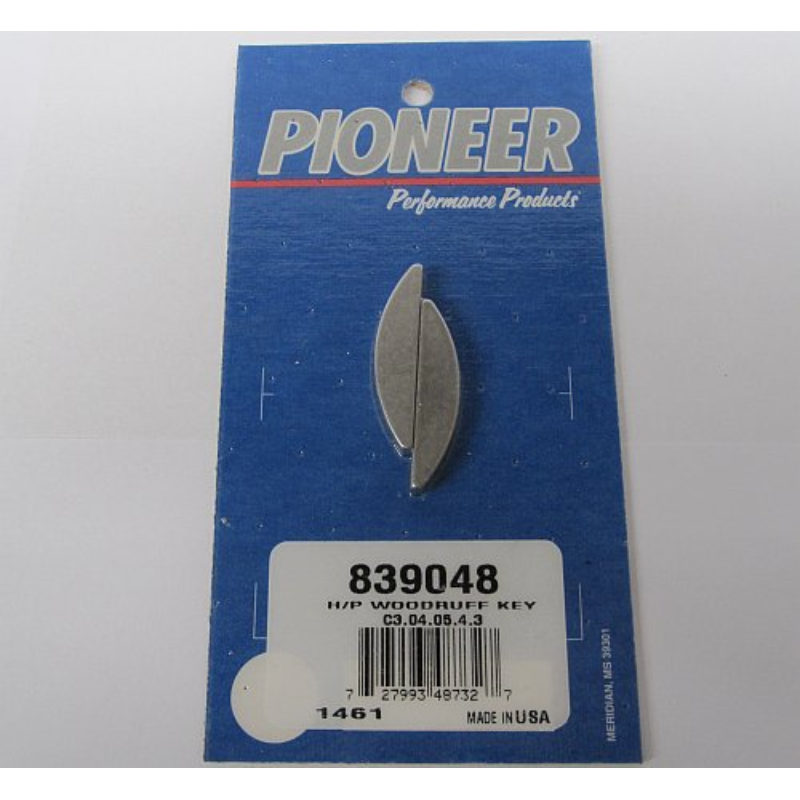 PIONEER
Performance Products
839048
H/P WOODRUFF KEY
C3.04.05.4.3
7 27993 48732 7
1461 MADE IN USA
MERIDIAN, MS 39301